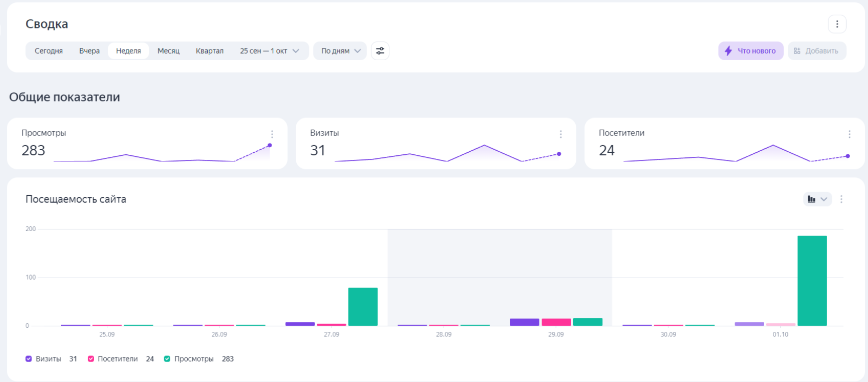 Сводка
Сегодня Вчера Неделя Месяц Квартал 25 сен — 1 окт По дням Что нового Добавить
Общие показатели
Просмотры Визиты Посетители
283 31 24
Посещаемость сайта
200
100
0
25.09 26.09 27.09 28.09 29.09 30.09 01.10
Визиты 31 Посетители 24 Просмотры 283